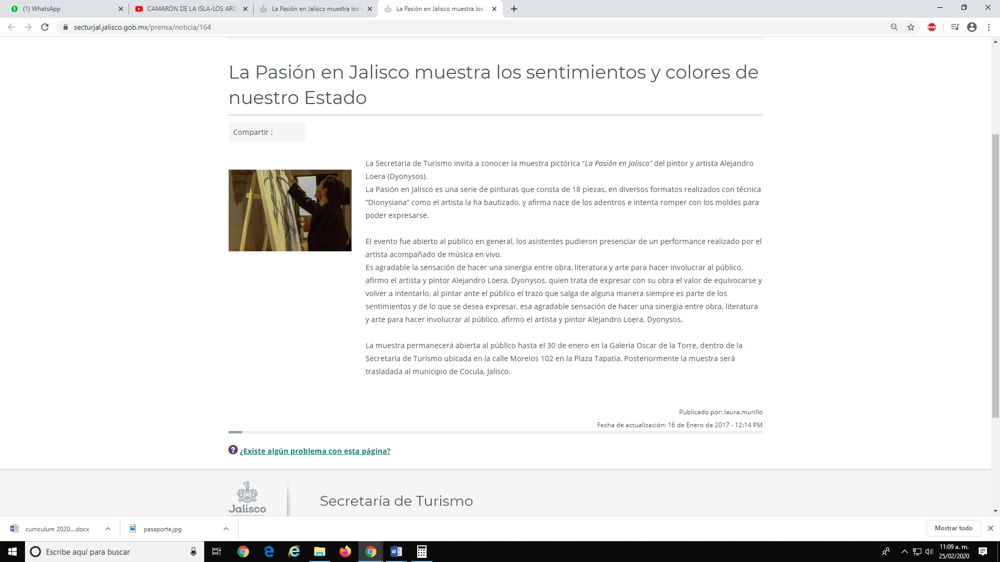 (1) WhatsApp
CAMARÓN DE LA ISLA-LOS ARC
La Pasión en Jalisco muestra los s
La Pasión en Jalisco muestra los s
secturjal.jalisco.gob.mx/prensa/noticia/164
La Pasión en Jalisco muestra los sentimientos y colores de
nuestro Estado
Compartir :
La Secretaria de Turismo invita a conocer la muestra pictórica “La Pasión en Jalisco” del pintor y artista Alejandro
Loera (Dyonysos).
La Pasión en Jalisco es una serie de pinturas que consta de 18 piezas, en diversos formatos realizados con técnica
“Dionysiana” como el artista la ha bautizado, y afirma nace de los adentros e intenta romper con los moldes para
poder expresarse.
El evento fue abierto al público en general, los asistentes pudieron presenciar de un performance realizado por el
artista acompañado de música en vivo.
Es agradable la sensación de hacer una sinergia entre obra, literatura y arte para hacer involucrar al público,
afirmo el artista y pintor Alejandro Loera, Dyonysos, quien trata de expresar con su obra el valor de equivocarse y
volver a intentarlo, al pintar ante el público el trazo que salga de alguna manera siempre es parte de los
sentimientos y de lo que se desea expresar, esa agradable sensación de hacer una sinergia entre obra, literatura
y arte para hacer involucrar al público, afirmo el artista y pintor Alejandro Loera, Dyonysos.
La muestra permanecerá abierta al público hasta el 30 de enero en la Galería Oscar de la Torre, dentro de la
Secretaría de Turismo ubicada en la calle Morelos 102 en la Plaza Tapatía. Posteriormente la muestra será
trasladada al municipio de Cocula, Jalisco.
Publicado por: laura.murillo
Fecha de actualización: 16 de Enero de 2017 - 12:14 PM
¿Existe algún problema con esta página?
Jalisco
Secretaría de Turismo
curriculum 2020....docx
pasaporte.jpg
Mostrar todo
Escribe aquí para buscar
11:09 a. m.
25/02/2020